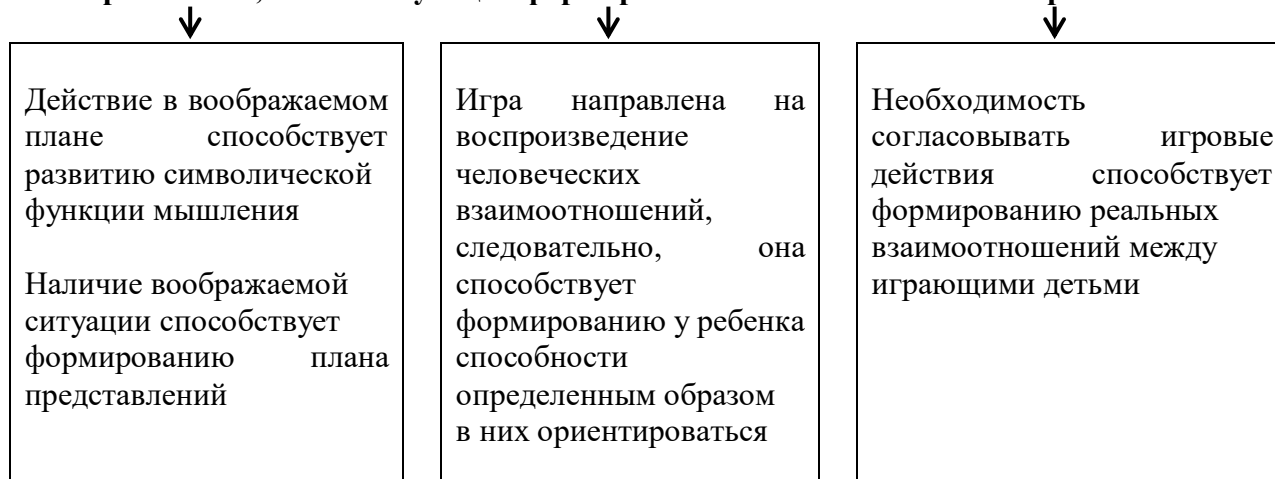 Действие в воображаемом
плане способствует
развитию символической
функции мышления
Наличие воображаемой
ситуации способствует
формированию плана
представлений
Игра направлена на
воспроизведение
человеческих
взаимоотношений,
следовательно, она
способствует
формированию у ребенка
способности
определенным образом
в них ориентироваться
Необходимость
согласовывать игровые
действия способствует
формированию реальных
взаимоотношений между
играющими детьми